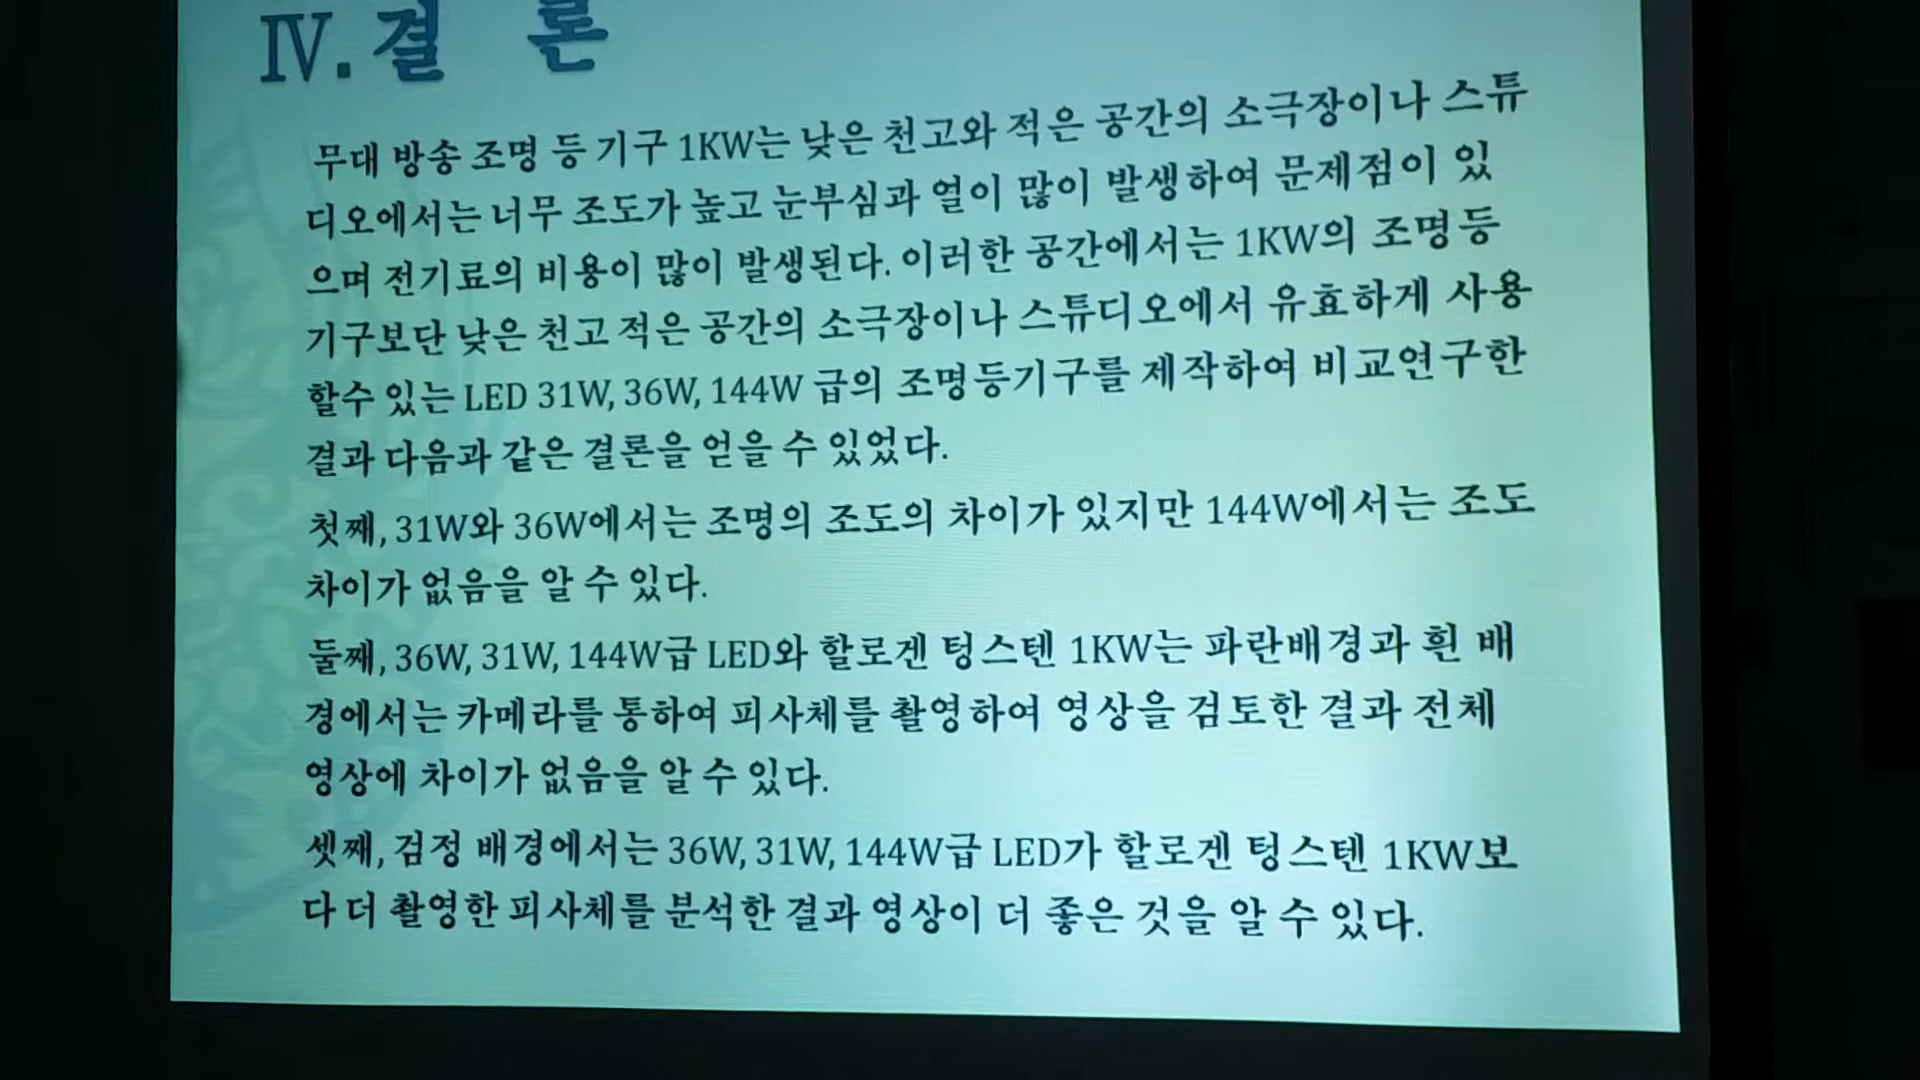 Ⅳ. 결 론
무대 방송 조명 등 기구 1KW는 낮은 천고와 적은 공간의 소극장이나 스튜
디오에서는 너무 조도가 높고 눈부심과 열이 많이 발생하여 문제점이 있
으며 전기료의 비용이 많이 발생된다. 이러한 공간에서는 1KW의 조명등
기구보단 낮은 천고 적은 공간의 소극장이나 스튜디오에서 유효하게 사용
할수 있는 LED 31W, 36W, 144W 급의 조명등기구를 제작하여 비교연구한
결과 다음과 같은 결론을 얻을 수 있었다.
첫째, 31W와 36W에서는 조명의 조도의 차이가 있지만 144W에서는 조도
차이가 없음을 알 수 있다.
둘째, 36W, 31W, 144W급 LED와 할로겐 텅스텐 1KW는 파란배경과 흰 배
경에서는 카메라를 통하여 피사체를 촬영하여 영상을 검토한 결과 전체
영상에 차이가 없음을 알 수 있다.
셋째, 검정 배경에서는 36W, 31W, 144W급 LED가 할로겐 텅스텐 1KW보
다 더 촬영한 피사체를 분석한 결과 영상이 더 좋은 것을 알 수 있다.